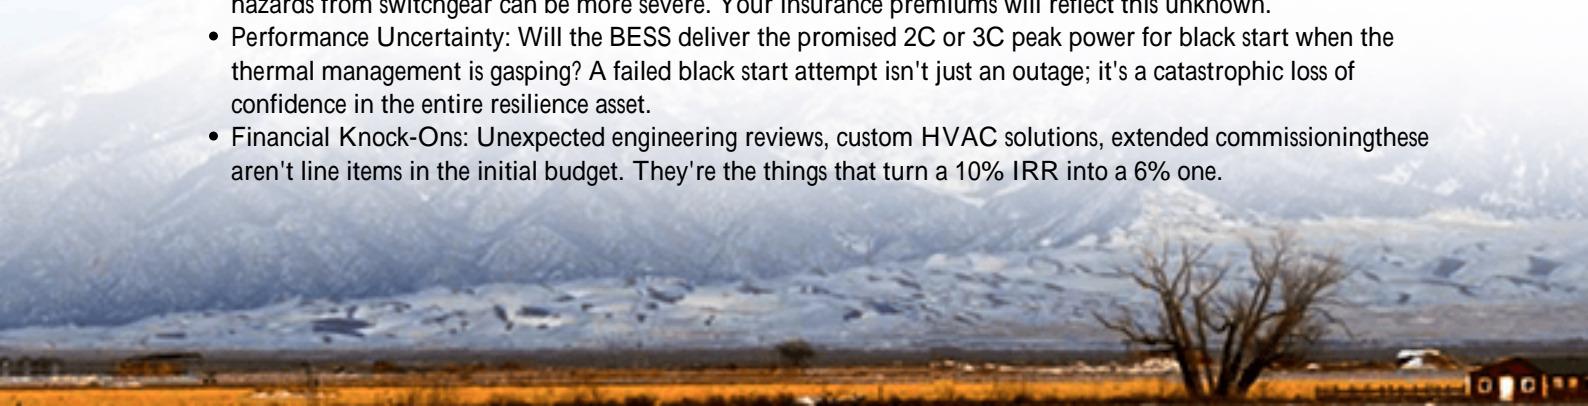 hazards from switchgear can be more severe. Your insurance premiums will reflect this unknown.
• Performance Uncertainty: Will the BESS deliver the promised 2C or 3C peak power for black start when the
thermal management is gasping? A failed black start attempt isn't just an outage; it's a catastrophic loss of
confidence in the entire resilience asset.
• Financial Knock-Ons: Unexpected engineering reviews, custom HVAC solutions, extended commissioningthese
aren't line items in the initial budget. They're the things that turn a 10% IRR into a 6% one.